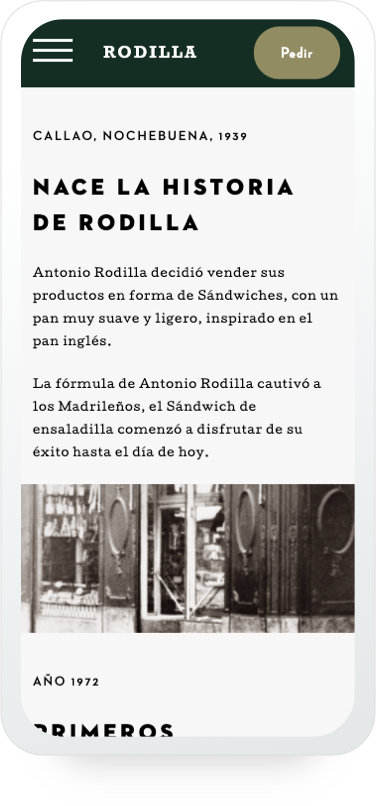 RODILLA
Pedir
CALLAO, NOCHEBUENA, 1939
NACE LA HISTORIA
DE RODILLA
Antonio Rodilla decidió vender sus
productos en forma de Sándwiches, con un
pan muy suave y ligero, inspirado en el
pan inglés.
La fórmula de Antonio Rodilla cautivó a
los Madrileños, el Sándwich de
ensaladilla comenzó a disfrutar de su
éxito hasta el día de hoy.
AÑO 1972
PRIMEROS